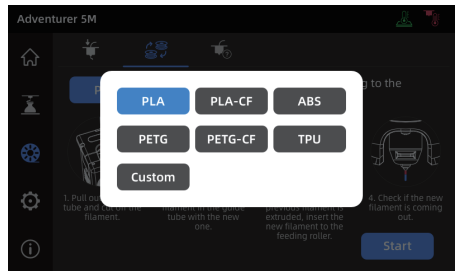 Adventurer 5M
P
g to the
PLA
PLA-CF
ABS
PETG
PETG-CF
TPU
Custom
1. Pull ou
tube and cut off the
filament.
filament in the guide
tube with the new
one.
previous filament is
extruded, insert the
new filament to the
feeding roller.
4. Check if the new
filament is coming
out.
Start